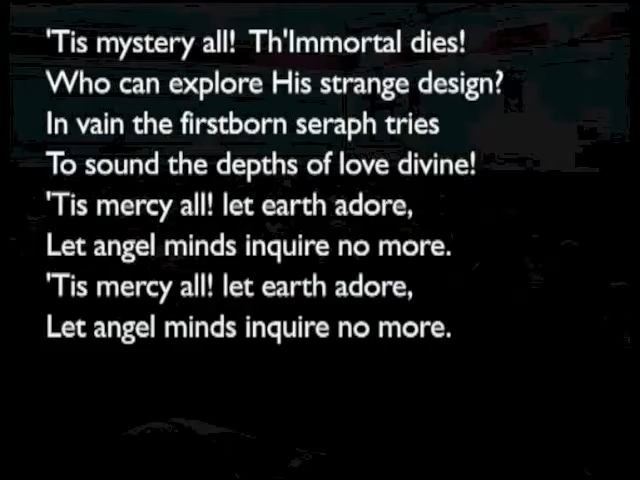 'Tis mystery all! Th'Immortal dies!
Who can explore His strange design?
In vain the firstborn seraph tries
To sound the depths of love divine!
'Tis mercy all! let earth adore,
Let angel minds inquire no more.
'Tis mercy all! let earth adore,
Let angel minds inquire no more.